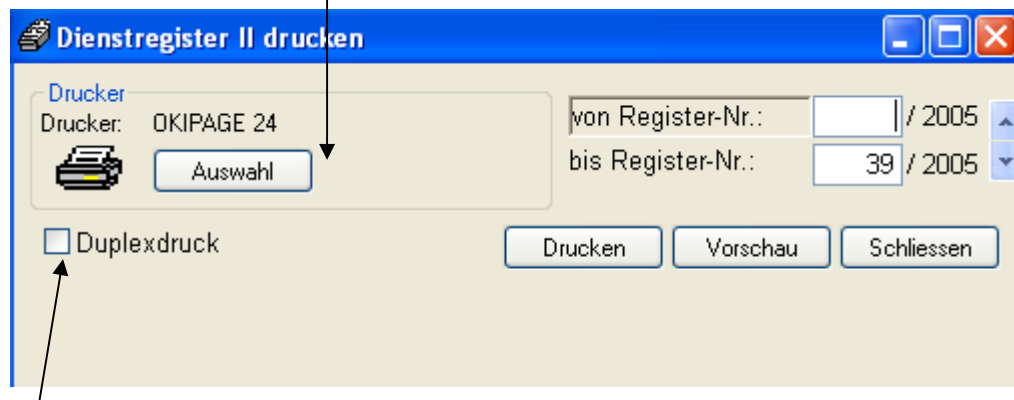 Dienstregister II drucken
Drucker
Drucker: OKIPAGE 24
Auswahl
von Register-Nr.: / 2005
bis Register-Nr.: 39 / 2005
Duplexdruck
Drucken Vorschau Schliessen